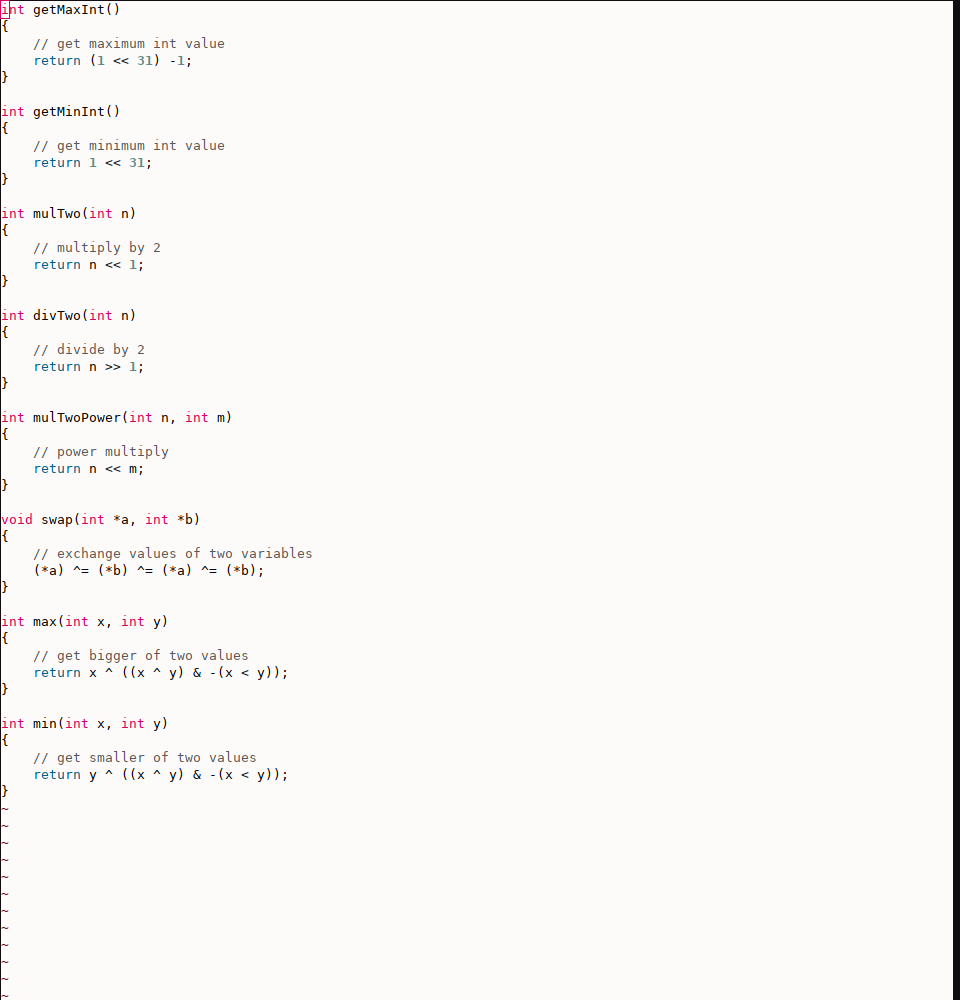 int getMaxInt()
{
    // get maximum int value
    return (1 << 31) -1;
}

int getMinInt()
{
    // get minimum int value
    return 1 << 31;
}

int mulTwo(int n)
{
    // multiply by 2
    return n << 1;
}

int divTwo(int n)
{
    // divide by 2
    return n >> 1;
}

int mulTwoPower(int n, int m)
{
    // power multiply
    return n << m;
}

void swap(int *a, int *b)
{
    // exchange values of two variables
    (*a) ^= (*b) ^= (*a) ^= (*b);
}

int max(int x, int y)
{
    // get bigger of two values
    return x ^ ((x ^ y) & -(x < y));
}

int min(int x, int y)
{
    // get smaller of two values
    return y ^ ((x ^ y) & -(x < y));
}
~
~
~
~
~
~
~
~
~
~
~
~